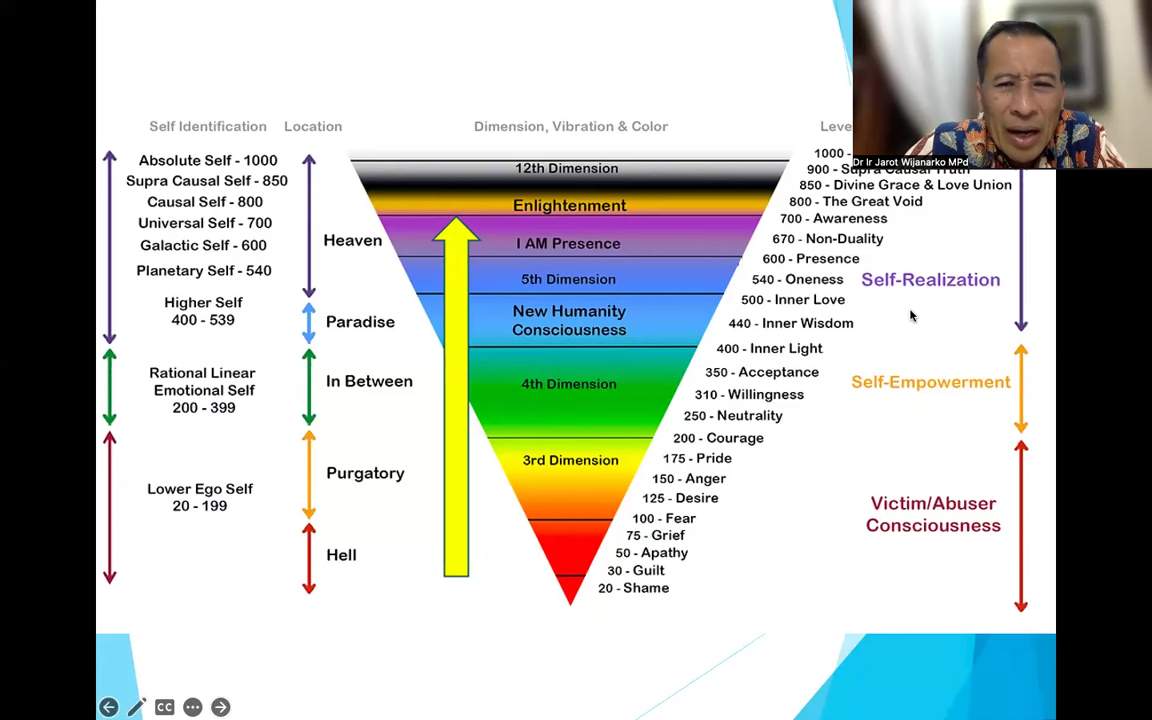 Self Identification
Location
Dimension, Vibration & Color
Leve
Dr Ir Jarot Wijanarko MPd
Absolute Self - 1000
Supra Causal Self - 850
Causal Self - 800
Universal Self - 700
Galactic Self - 600
Planetary Self - 540
Higher Self
400 - 539
Rational Linear
Emotional Self
200 - 399
Lower Ego Self
20 - 199
Heaven
Paradise
In Between
Purgatory
Hell
12th Dimension
Enlightenment
I AM Presence
5th Dimension
New Humanity
Consciousness
4th Dimension
3rd Dimension
1000 -
900 - Supra Causal Truth
850 - Divine Grace & Love Union
800 - The Great Void
700 - Awareness
670 - Non-Duality
600 - Presence
540 - Oneness
500 - Inner Love
440 - Inner Wisdom
400 - Inner Light
350 - Acceptance
310 - Willingness
250 - Neutrality
200 - Courage
175 - Pride
150 - Anger
125 - Desire
100 - Fear
75 - Grief
50 - Apathy
30 - Guilt
20 - Shame
Self-Realization
Self-Empowerment
Victim/Abuser
Consciousness
CC